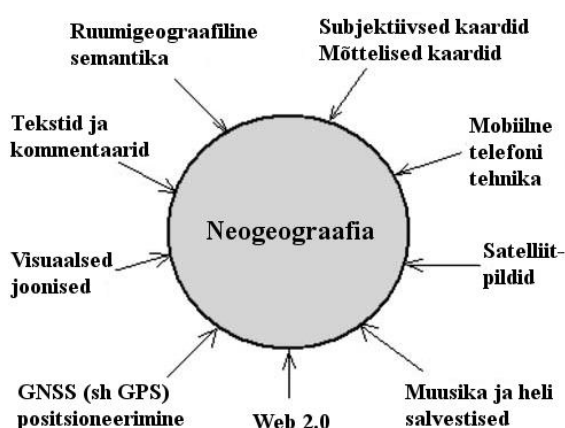 Ruumigeograafiline
semantika
Subjektiivsed kaardid
Mõttelised kaardid
Tekstid ja
kommentaarid
Mobiilne
telefoni
tehnika
Neogeograafia
Visuaalsed
joonised
Satelliit-
pildid
GNSS (sh GPS)
positsioneerimine
Web 2.0
Muusika ja heli
salvestised